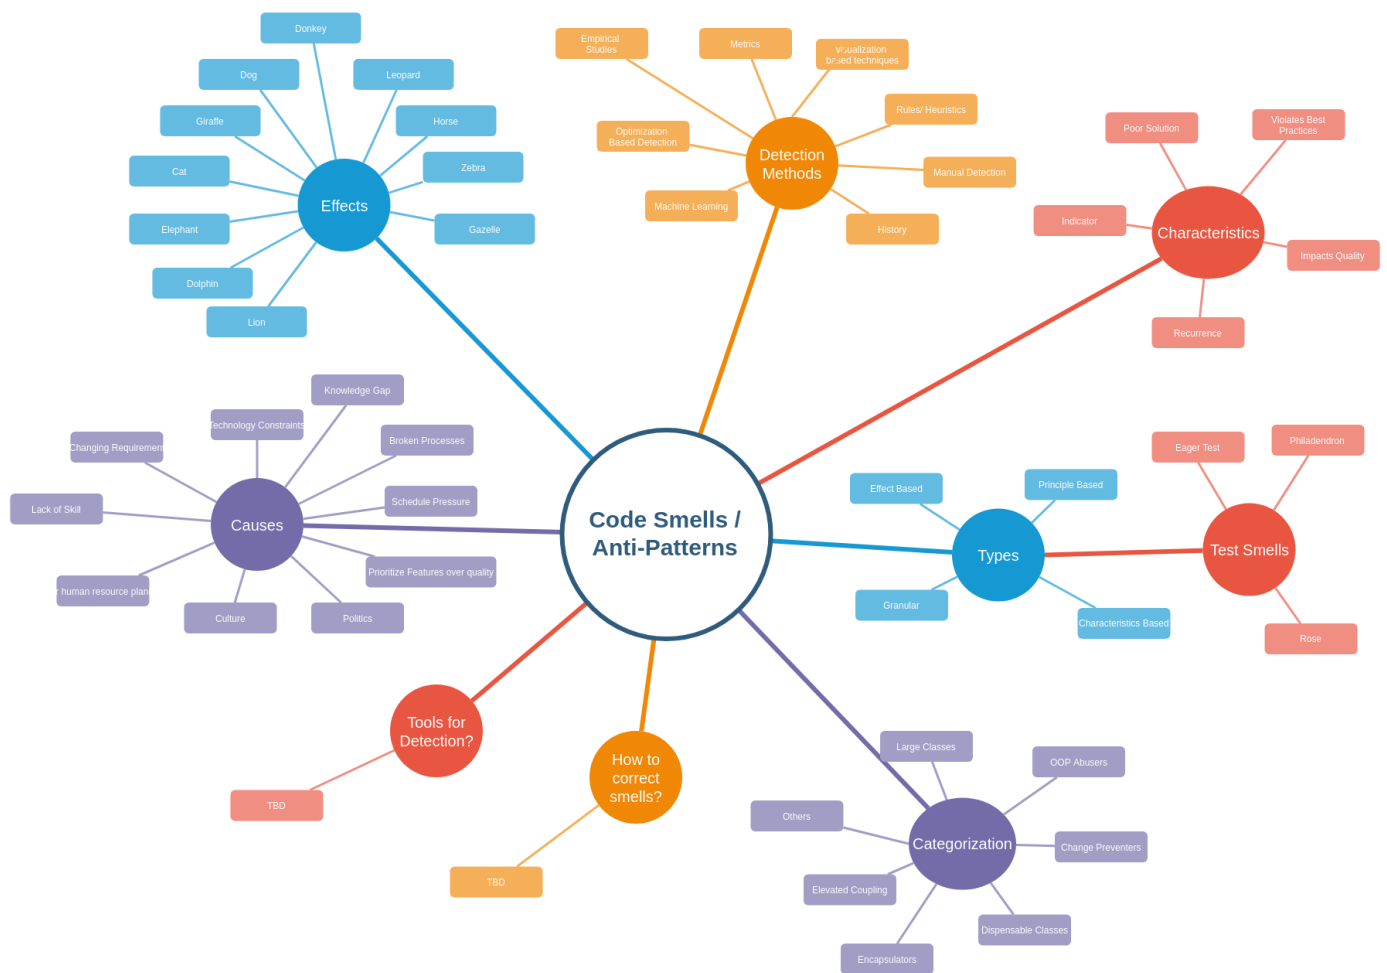 Donkey
Dog
Leopard
Giraffe
Horse
Cat
Zebra
Effects
Elephant
Gazelle
Dolphin
Lion
Empirical
Studies
Metrics
visualization
based techniques
Rules/ Heuristics
Optimization
Based Detection
Detection
Methods
Manual Detection
Machine Learning
History
Poor Solution
Violates Best
Practices
Indicator
Characteristics
Impacts Quality
Recurrence
Knowledge Gap
Technology Constraints
Changing Requirement
Broken Processes
Lack of Skill
Schedule Pressure
Causes
Prioritize Features over quality
human resource plan
Culture
Politics
Code Smells /
Anti-Patterns
Effect Based
Principle Based
Types
Granular
Characteristics Based
Eager Test
Philadendron
Test Smells
Rose
Tools for
Detection?
TBD
How to
correct
smells?
TBD
Large Classes
OOP Abusers
Others
Categorization
Change Preventers
Elevated Coupling
Dispensable Classes
Encapsulators